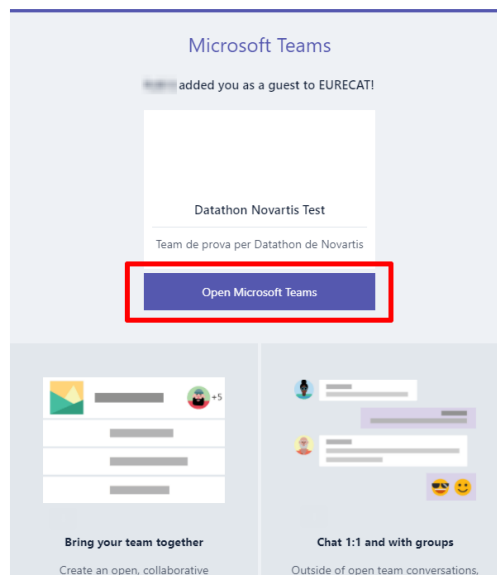 Microsoft Teams
added you as a guest to EURECAT!
Datathon Novartis Test
Team de prova per Datathon de Novartis
Open Microsoft Teams
+5
Bring your team together
Create an open, collaborative
Chat 1:1 and with groups
Outside of open team conversations,